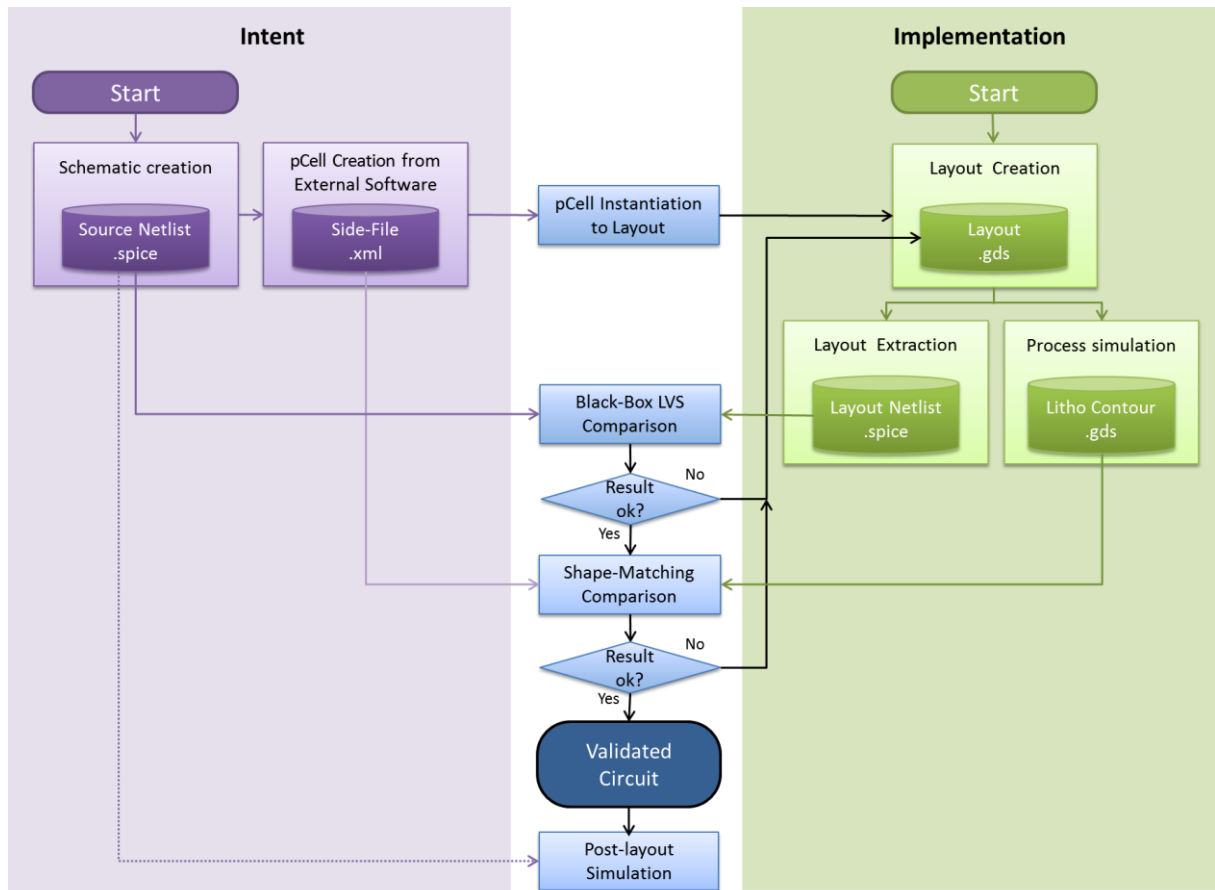 Intent
Implementation
Start
Start
Schematic creation
Source Netlist
.spice
pCell Creation from
External Software
Side-File
.xml
pCell Instantiation
to Layout
Layout Creation
Layout
.gds
Layout Extraction
Layout Netlist
.spice
Process simulation
Litho Contour
.gds
Black-Box LVS
Comparison
Result
ok?
No
Yes
Shape-Matching
Comparison
Result
ok?
No
Yes
Validated
Circuit
Post-layout
Simulation